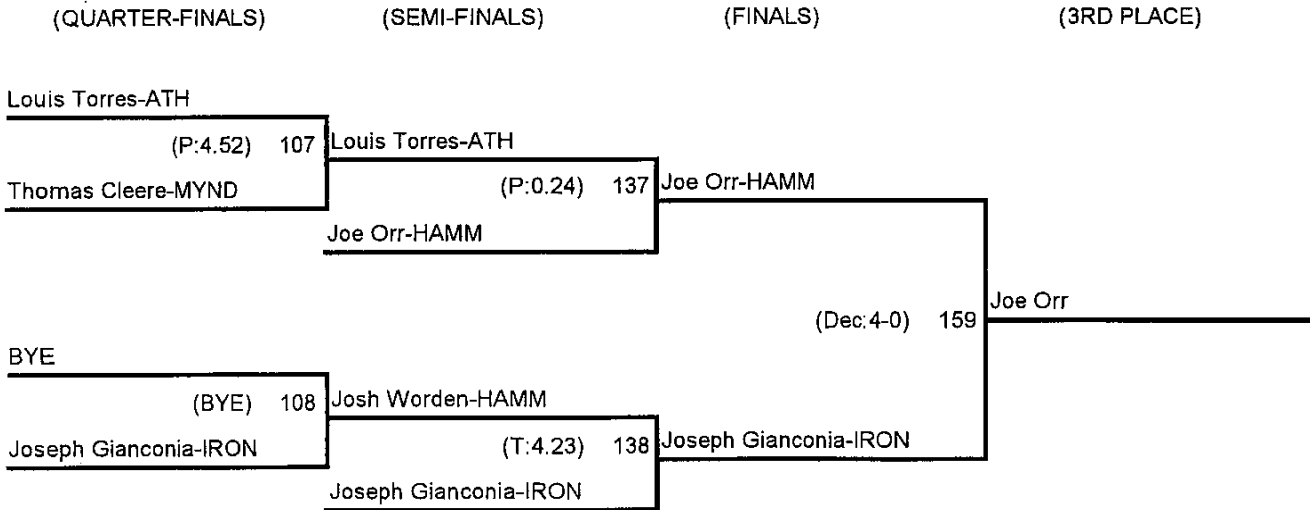 (QUARTER-FINALS) (SEMI-FINALS) (FINALS) (3RD PLACE)
Louis Torres-ATH
(P:4.52) 107 Louis Torres-ATH
Thomas Cleere-MYND (P:0.24) 137 Joe Orr-HAMM
Joe Orr-HAMM
(Dec:4-0) 159 Joe Orr
BYE
(BYE) 108 Josh Worden-HAMM
Joseph Gianconia-IRON (T:4.23) 138 Joseph Gianconia-IRON
Joseph Gianconia-IRON